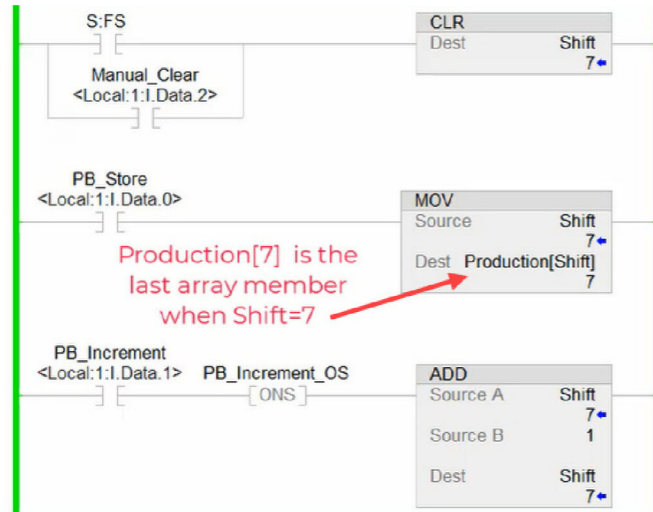 S:FS
CLR
Dest Shift
7
Manual_Clear
<Local:1:I.Data.2>
PB_Store
<Local:1:I.Data.0>
MOV
Source Shift
7
Dest Production[Shift]
7
Production[7] is the
last array member
when Shift=7
PB_Increment
<Local:1:I.Data.1> PB_Increment_OS
ONS
ADD
Source A Shift
7
Source B 1
Dest Shift
7